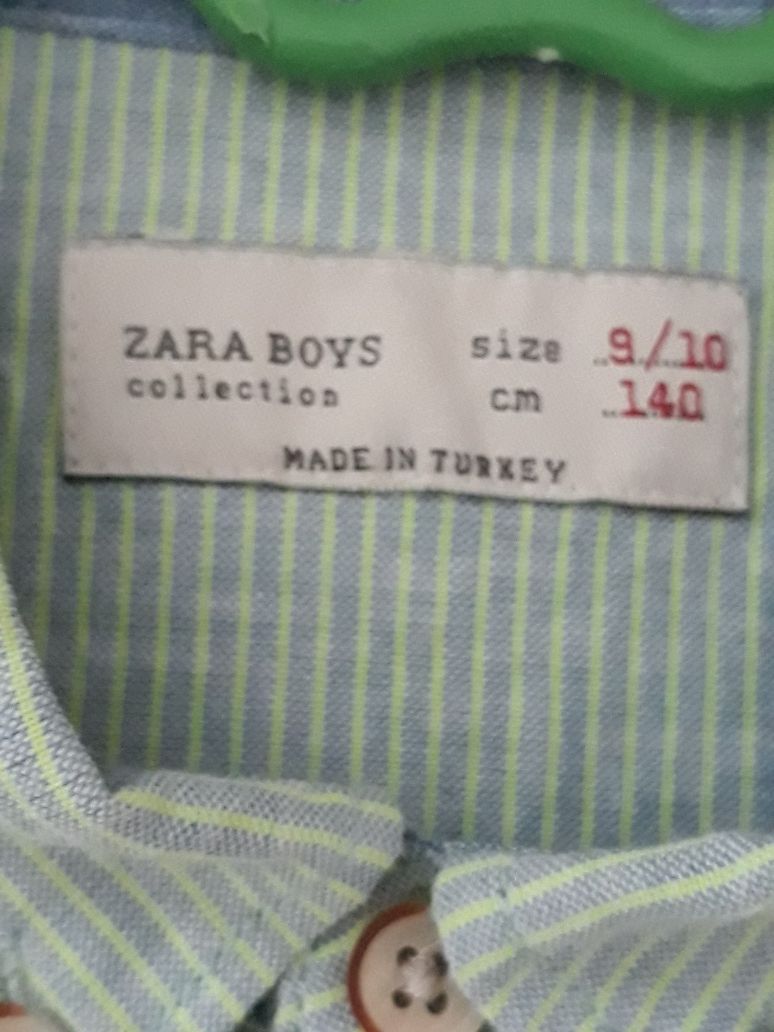 ZARA BOYS size 9/10
collection cm 140
MADE IN TURKEY